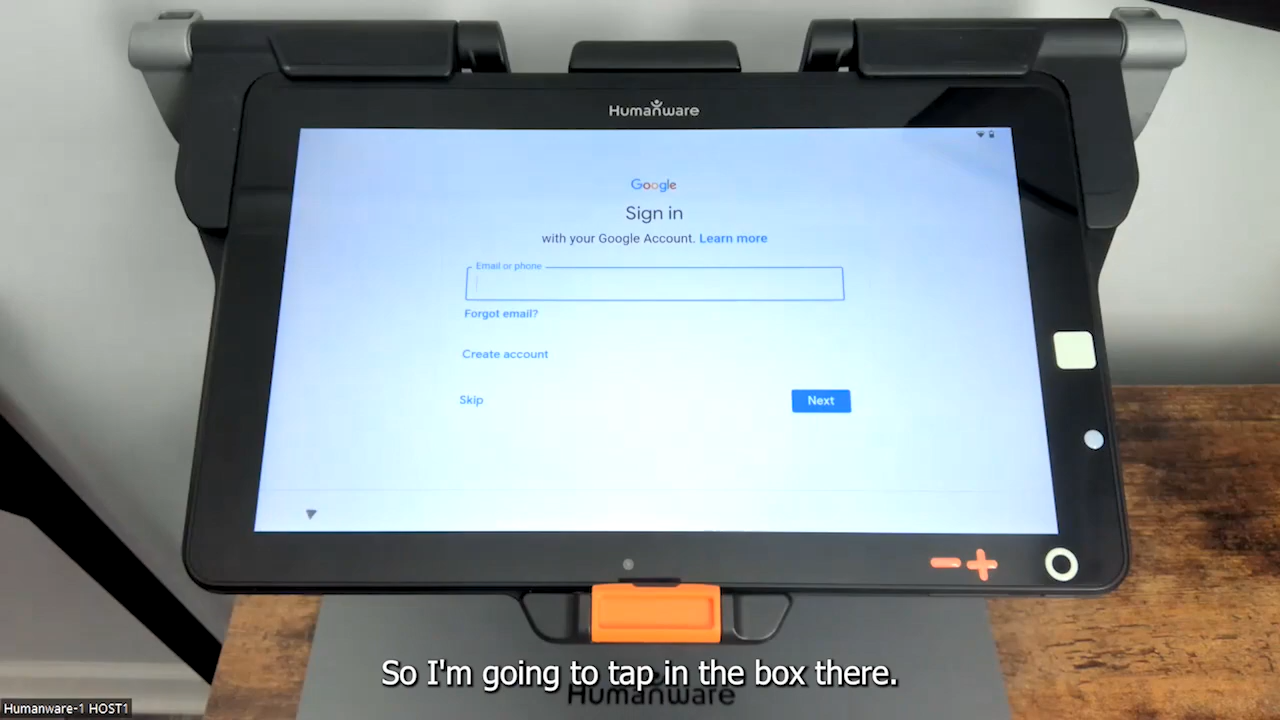 Humanware
Google
Sign in
with your Google Account. Learn more
Email or phone
Forgot email?
Create account
Skip
Next
So I'm going to tap in the box there.
Humanware
Humanware-1 HOST1